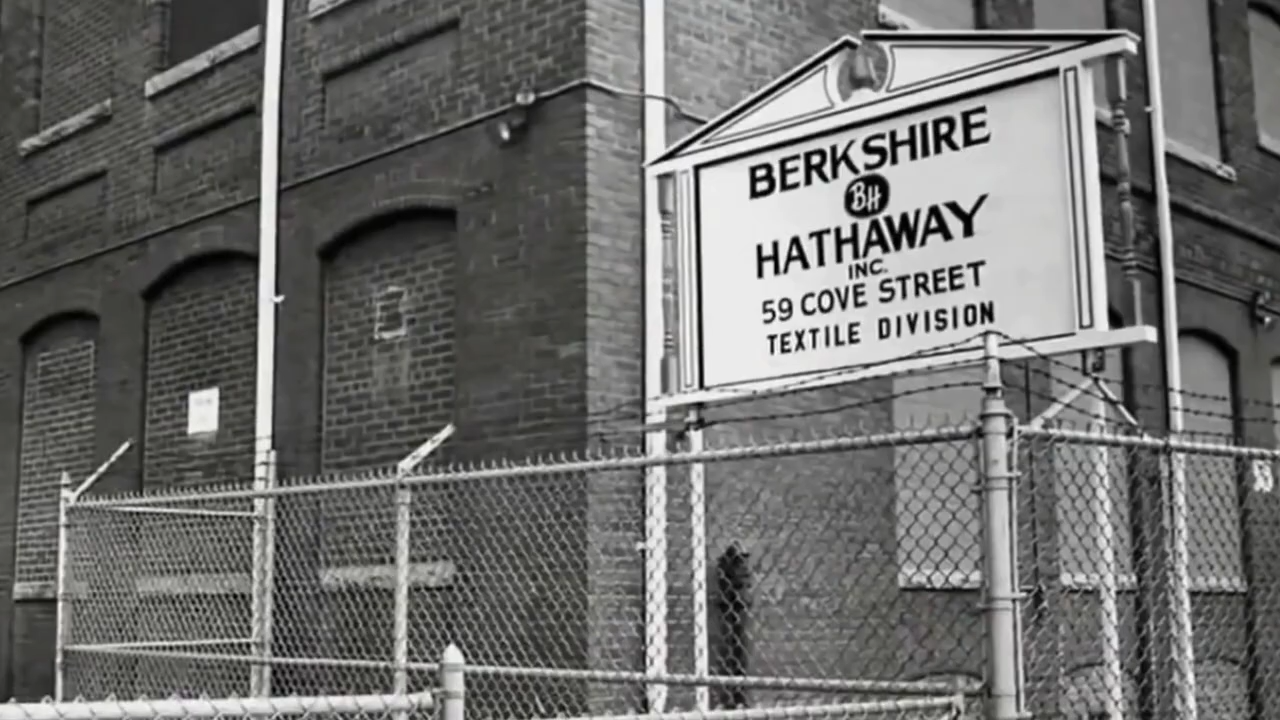 BERKSHIRE
BH
HATHAWAY
INC.
59 COVE STREET
TEXTILE DIVISION